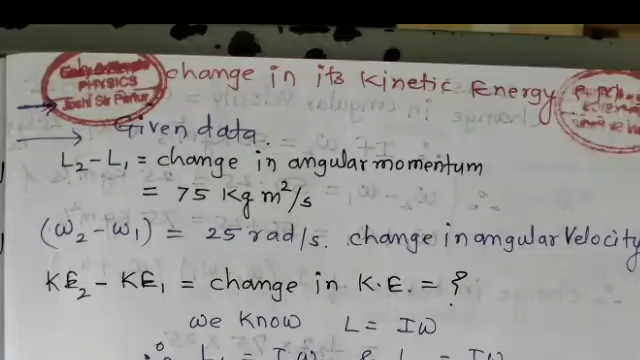 change in its Kinetic Energy
PHYSICS
Given data.
L₂-L₁ = change in angular momentum
= 75 Kg m²/s
(ω₂-ω₁) = 25 rad/s. change in angular Velocity
KE₂ - KE₁ = change in K.E. = ?
we know L = Iω